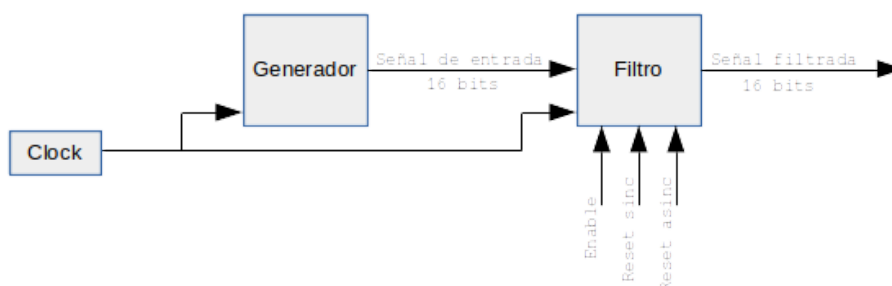 Señal de entrada
Señal filtrada
Generador
Filtro
16 bits
16 bits
Clock
Enable
Reset sinc
Reset asinc